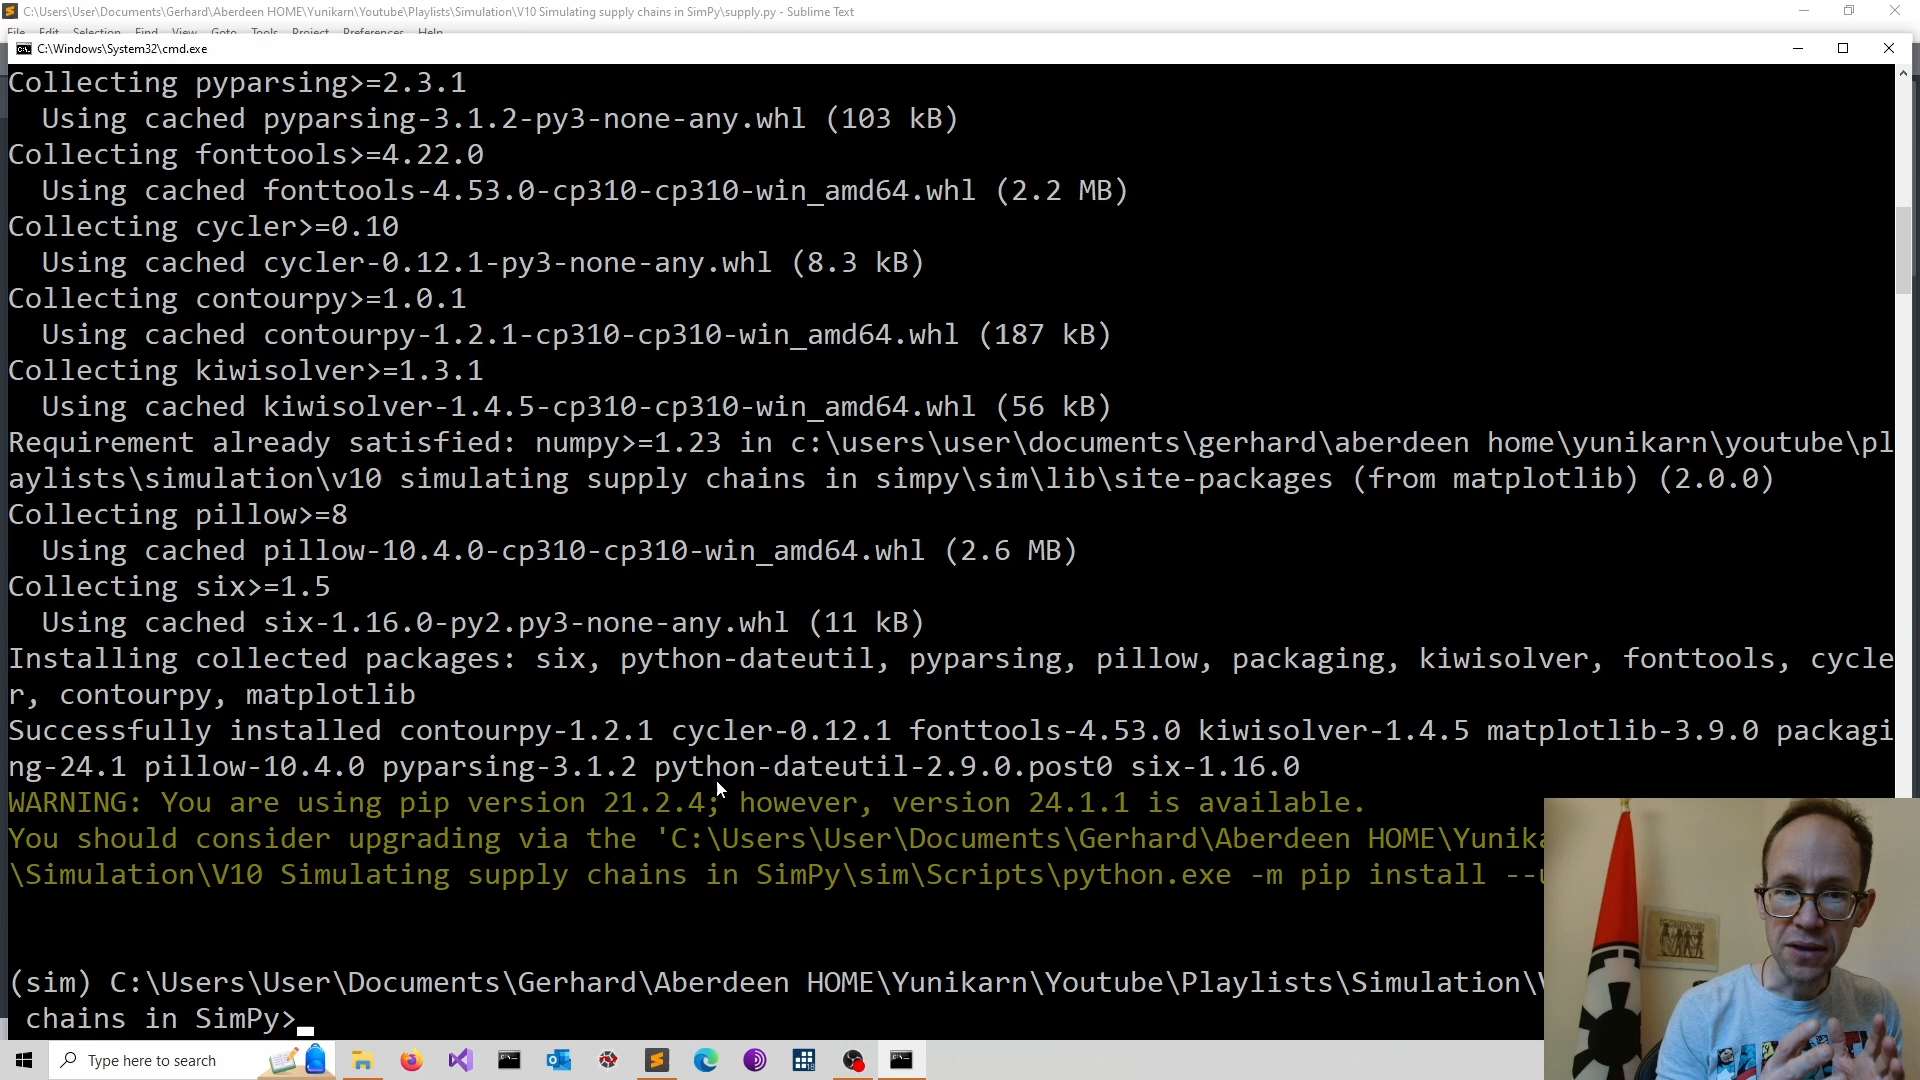 C:\Users\User\Documents\Gerhard\Aberdeen HOME\Yunikarn\Youtube\Playlists\Simulation\V10 Simulating supply chains in SimPy\supply.py - Sublime Text
File Edit Selection Find View Goto Tools Project Preferences Help
C:\Windows\System32\cmd.exe
Collecting pyparsing>=2.3.1
Using cached pyparsing-3.1.2-py3-none-any.whl (103 kB)
Collecting fonttools>=4.22.0
Using cached fonttools-4.53.0-cp310-cp310-win_amd64.whl (2.2 MB)
Collecting cycler>=0.10
Using cached cycler-0.12.1-py3-none-any.whl (8.3 kB)
Collecting contourpy>=1.0.1
Using cached contourpy-1.2.1-cp310-cp310-win_amd64.whl (187 kB)
Collecting kiwisolver>=1.3.1
Using cached kiwisolver-1.4.5-cp310-cp310-win_amd64.whl (56 kB)
Requirement already satisfied: numpy>=1.23 in c:\users\user\documents\gerhard\aberdeen home\yunikarn\youtube\pl
aylists\simulation\v10 simulating supply chains in simpy\sim\lib\site-packages (from matplotlib) (2.0.0)
Collecting pillow>=8
Using cached pillow-10.4.0-cp310-cp310-win_amd64.whl (2.6 MB)
Collecting six>=1.5
Using cached six-1.16.0-py2.py3-none-any.whl (11 kB)
Installing collected packages: six, python-dateutil, pyparsing, pillow, packaging, kiwisolver, fonttools, cycle
r, contourpy, matplotlib
Successfully installed contourpy-1.2.1 cycler-0.12.1 fonttools-4.53.0 kiwisolver-1.4.5 matplotlib-3.9.0 packagi
ng-24.1 pillow-10.4.0 pyparsing-3.1.2 python-dateutil-2.9.0.post0 six-1.16.0
WARNING: You are using pip version 21.2.4; however, version 24.1.1 is available.
You should consider upgrading via the 'C:\Users\User\Documents\Gerhard\Aberdeen HOME\Yunika
\Simulation\V10 Simulating supply chains in SimPy\sim\Scripts\python.exe -m pip install --u
(sim) C:\Users\User\Documents\Gerhard\Aberdeen HOME\Yunikarn\Youtube\Playlists\Simulation\
chains in SimPy>
Type here to search